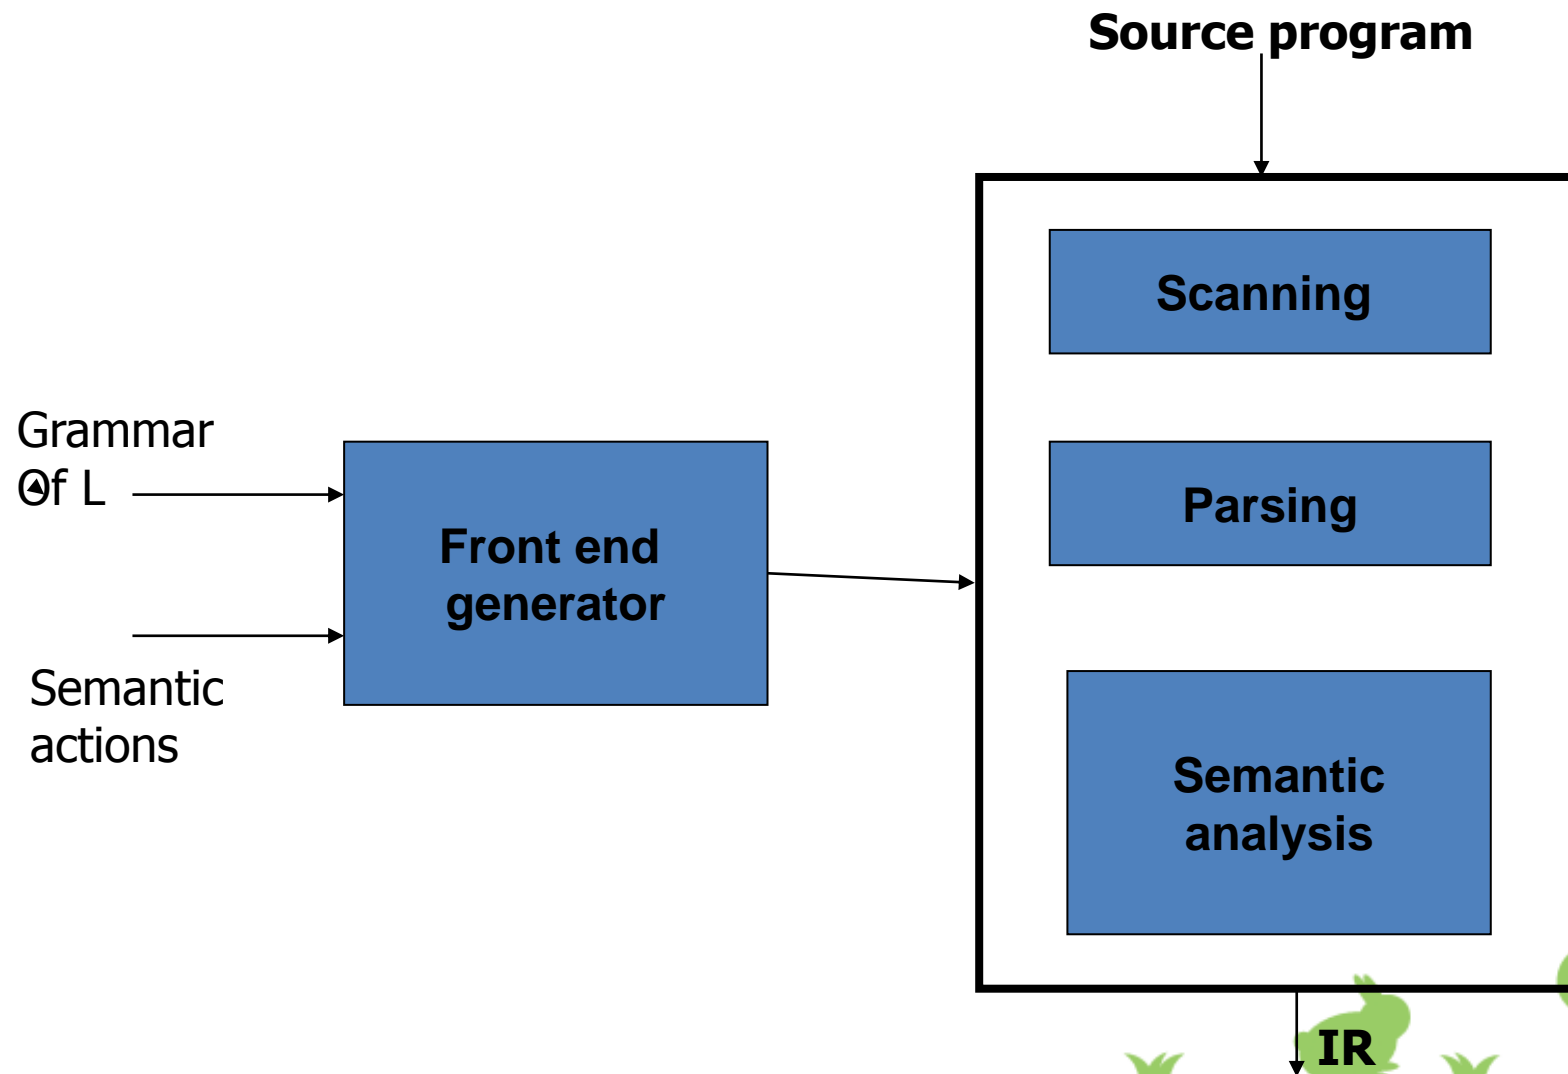 Source program
Scanning
Grammar
Of L
Parsing
Front end
generator
Semantic
actions
Semantic
analysis
IR